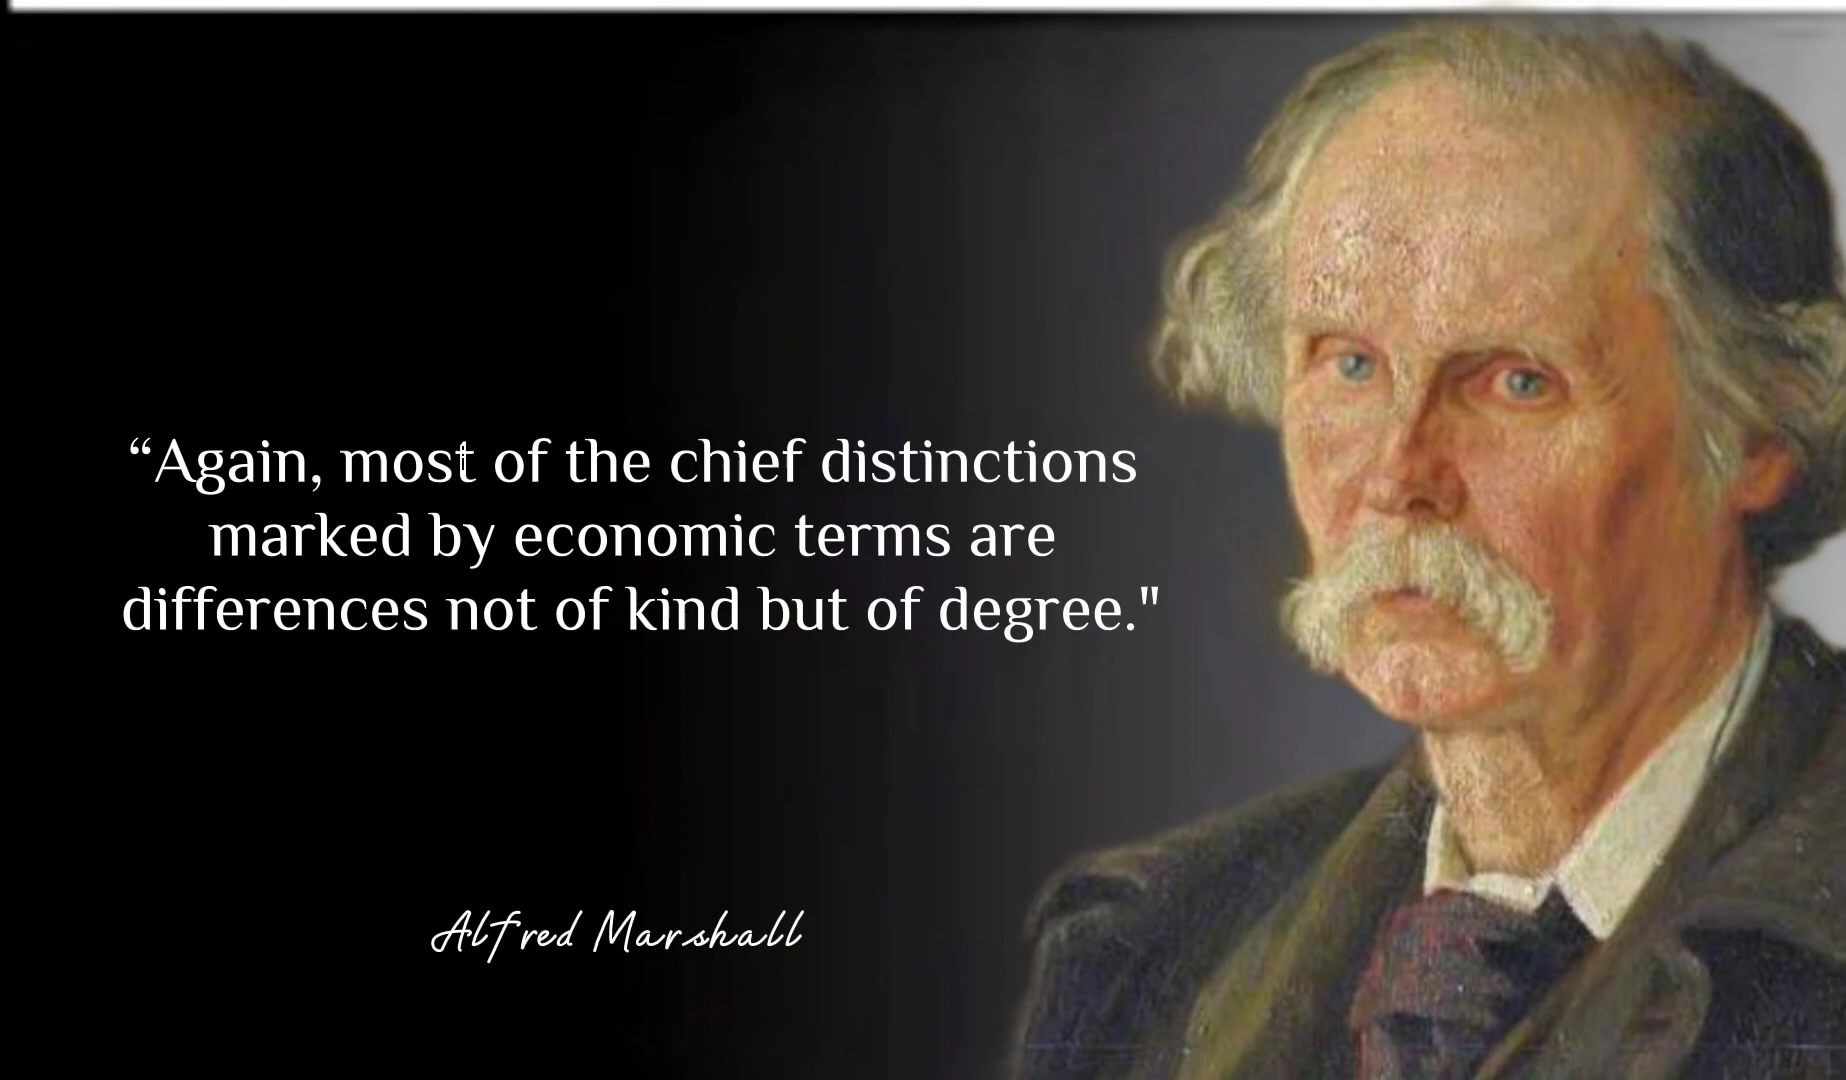 “Again, most of the chief distinctions
marked by economic terms are
differences not of kind but of degree."
Alfred Marshall